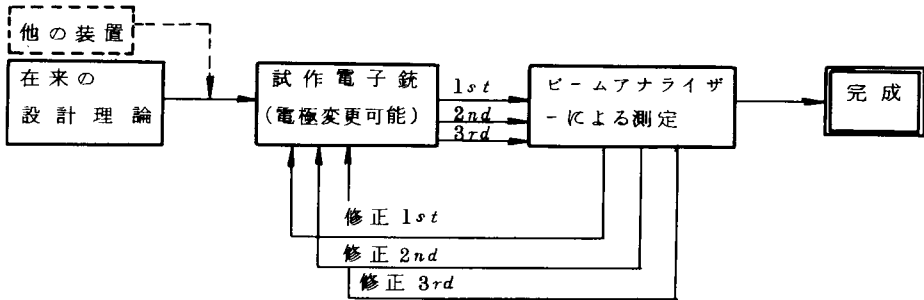 他の装置
在来の
設計理論
試作電子銃
(電極変更可能)
1st
2nd
3rd
ビームアナライザ
ーによる測定
完成
修正 1st
修正 2nd
修正 3rd